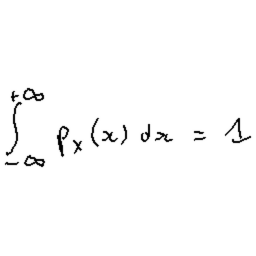 ∫_{-∞}^{+∞} p_x(x) dx = 1